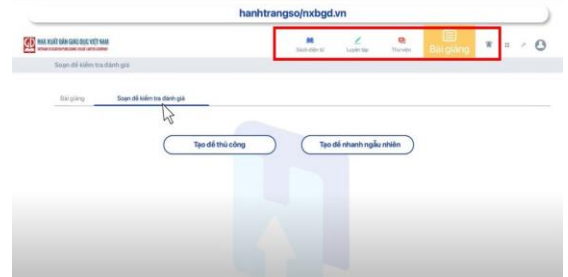 hanhtrangso/nxbgd.vn
NHÀ XUẤT BẢN GIÁO DỤC VIỆT NAM
Sách điện tử
Luyện tập
Thư viện
Bài giảng
Soạn đề kiểm tra đánh giá
Bài giảng
Soạn đề kiểm tra đánh giá
Tạo đề thủ công
Tạo đề nhanh ngẫu nhiên